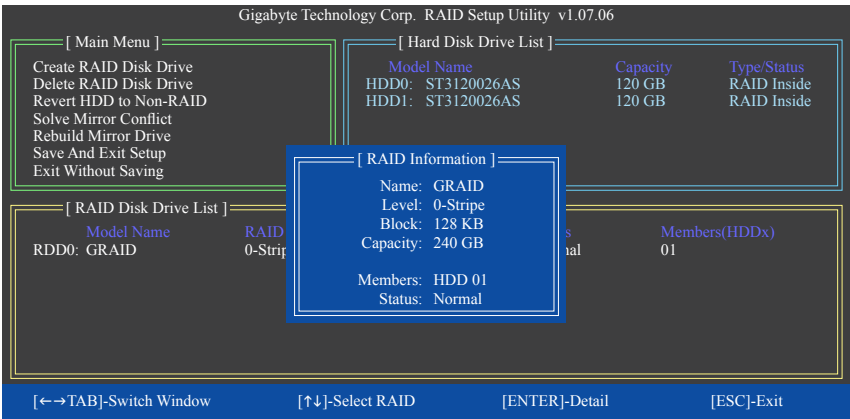 Gigabyte Technology Corp. RAID Setup Utility v1.07.06
[ Main Menu ]
Create RAID Disk Drive
Delete RAID Disk Drive
Revert HDD to Non-RAID
Solve Mirror Conflict
Rebuild Mirror Drive
Save And Exit Setup
Exit Without Saving
[ Hard Disk Drive List ]
Model Name Capacity Type/Status
HDD0: ST3120026AS 120 GB RAID Inside
HDD1: ST3120026AS 120 GB RAID Inside
[ RAID Information ]
Name: GRAID
Level: 0-Stripe
Block: 128 KB
Capacity: 240 GB
Members: HDD 01
Status: Normal
[ RAID Disk Drive List ]
Model Name RAID Members(HDDx)
RDD0: GRAID 01
[←→TAB]-Switch Window [↑↓]-Select RAID [ENTER]-Detail [ESC]-Exit